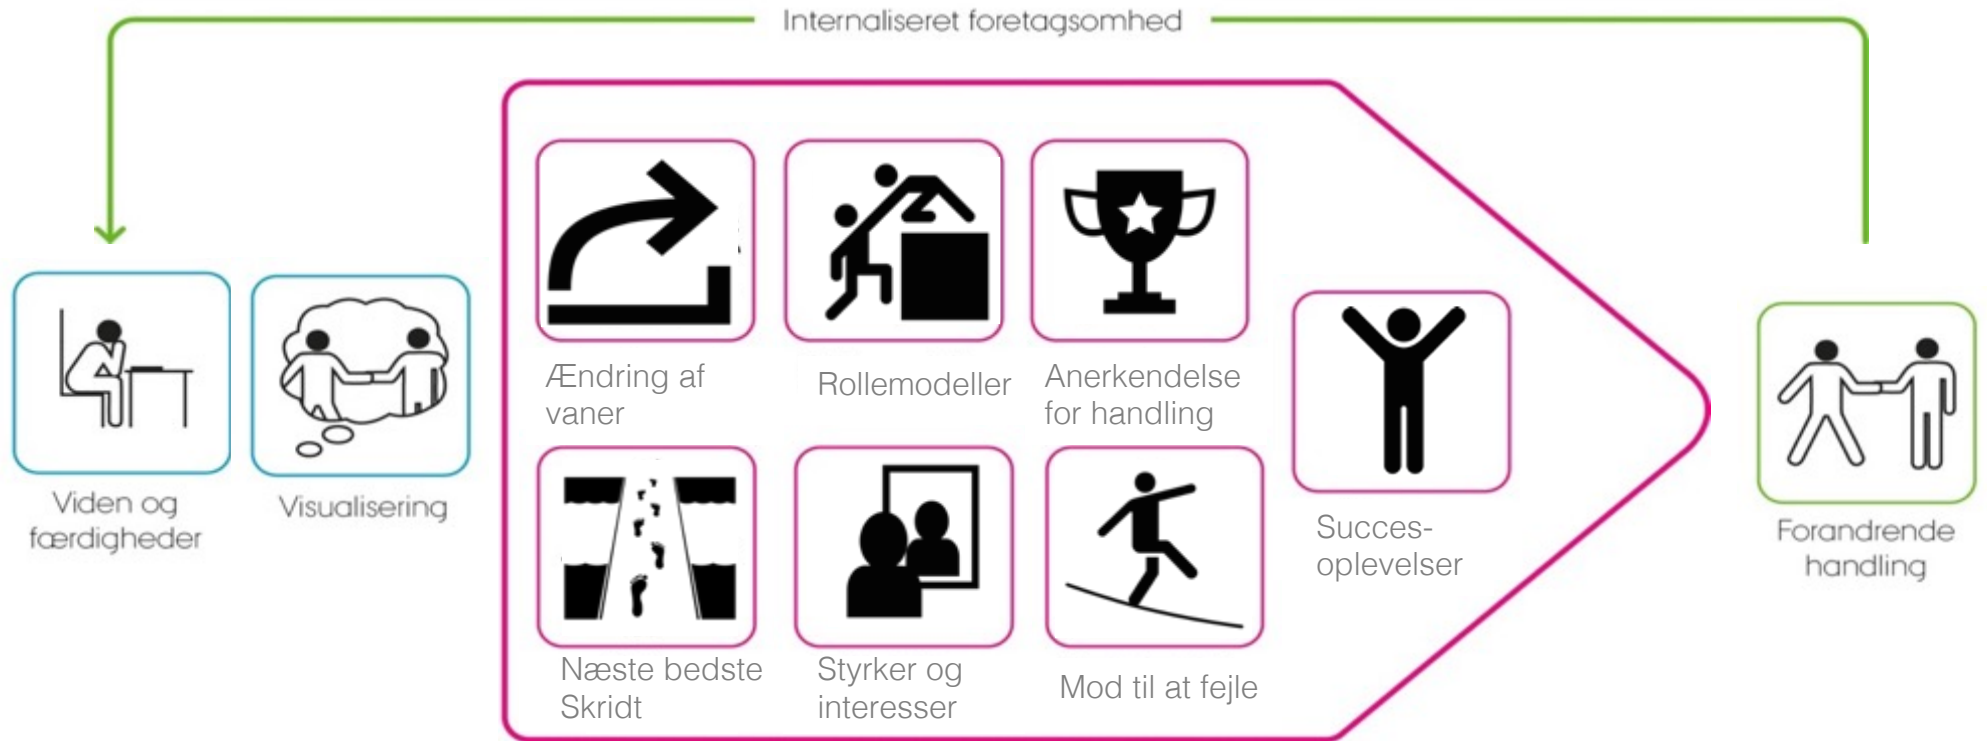 Internaliseret foretagsomhed
Viden og
færdigheder
Visualisering
Ændring af
vaner
Rollemodeller
Anerkendelse
for handling
Næste bedste
Skridt
Styrker og
interesser
Mod til at fejle
Succes-
oplevelser
Forandrende
handling